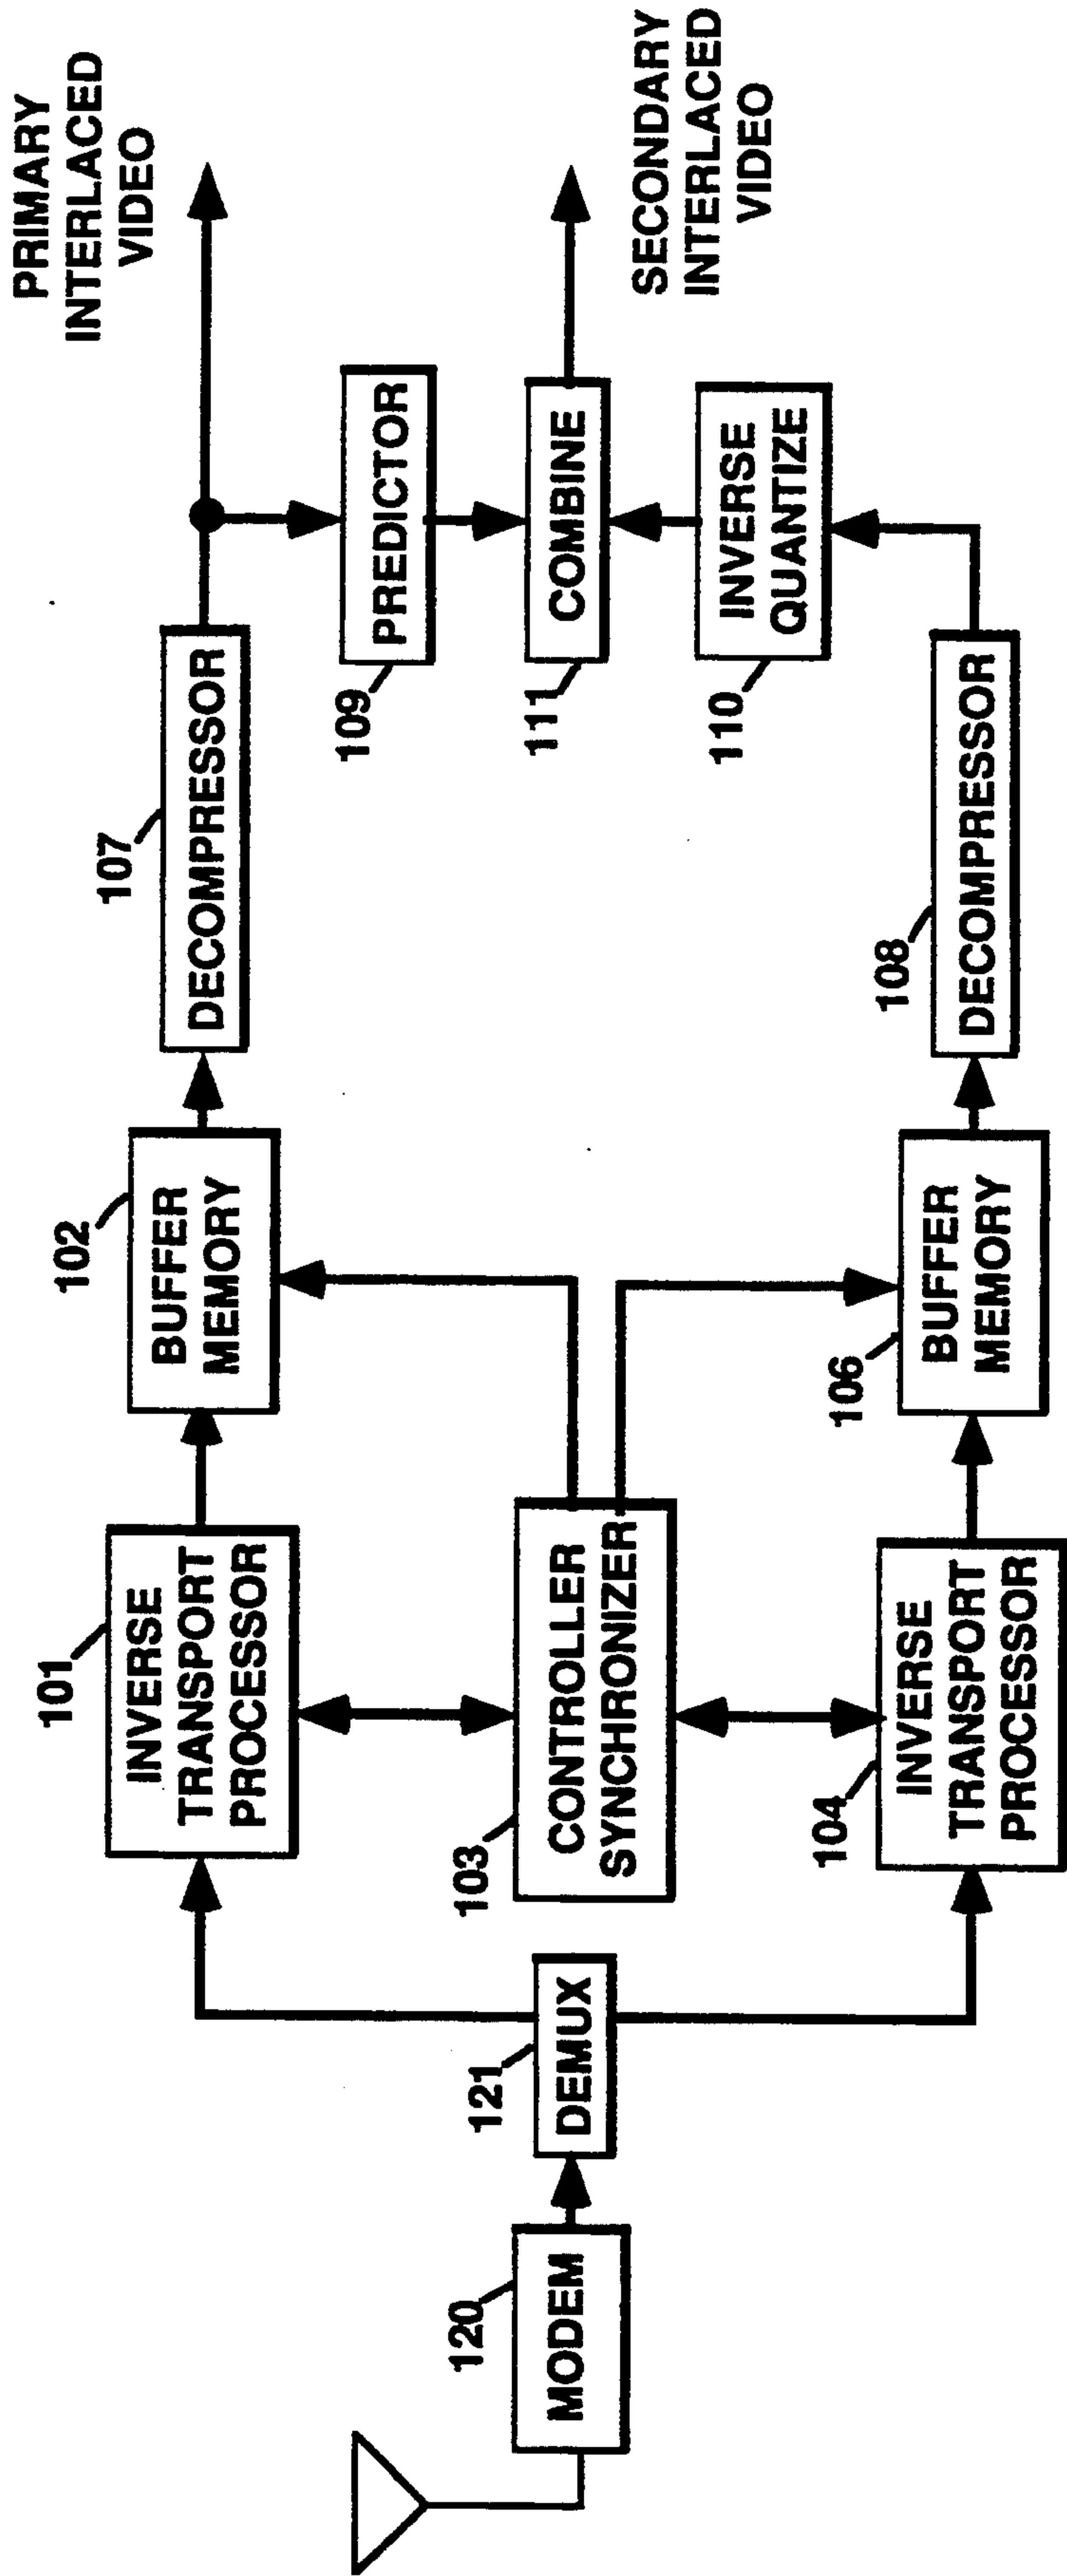 PRIMARY
INTERLACED
VIDEO
101
INVERSE
TRANSPORT
PROCESSOR
102
BUFFER
MEMORY
107
DECOMPRESSOR
109
PREDICTOR
120
MODEM
121
DEMUX
103
CONTROLLER
SYNCHRONIZER
111
COMBINE
SECONDARY
INTERLACED
VIDEO
110
INVERSE
QUANTIZE
104
INVERSE
TRANSPORT
PROCESSOR
106
BUFFER
MEMORY
108
DECOMPRESSOR